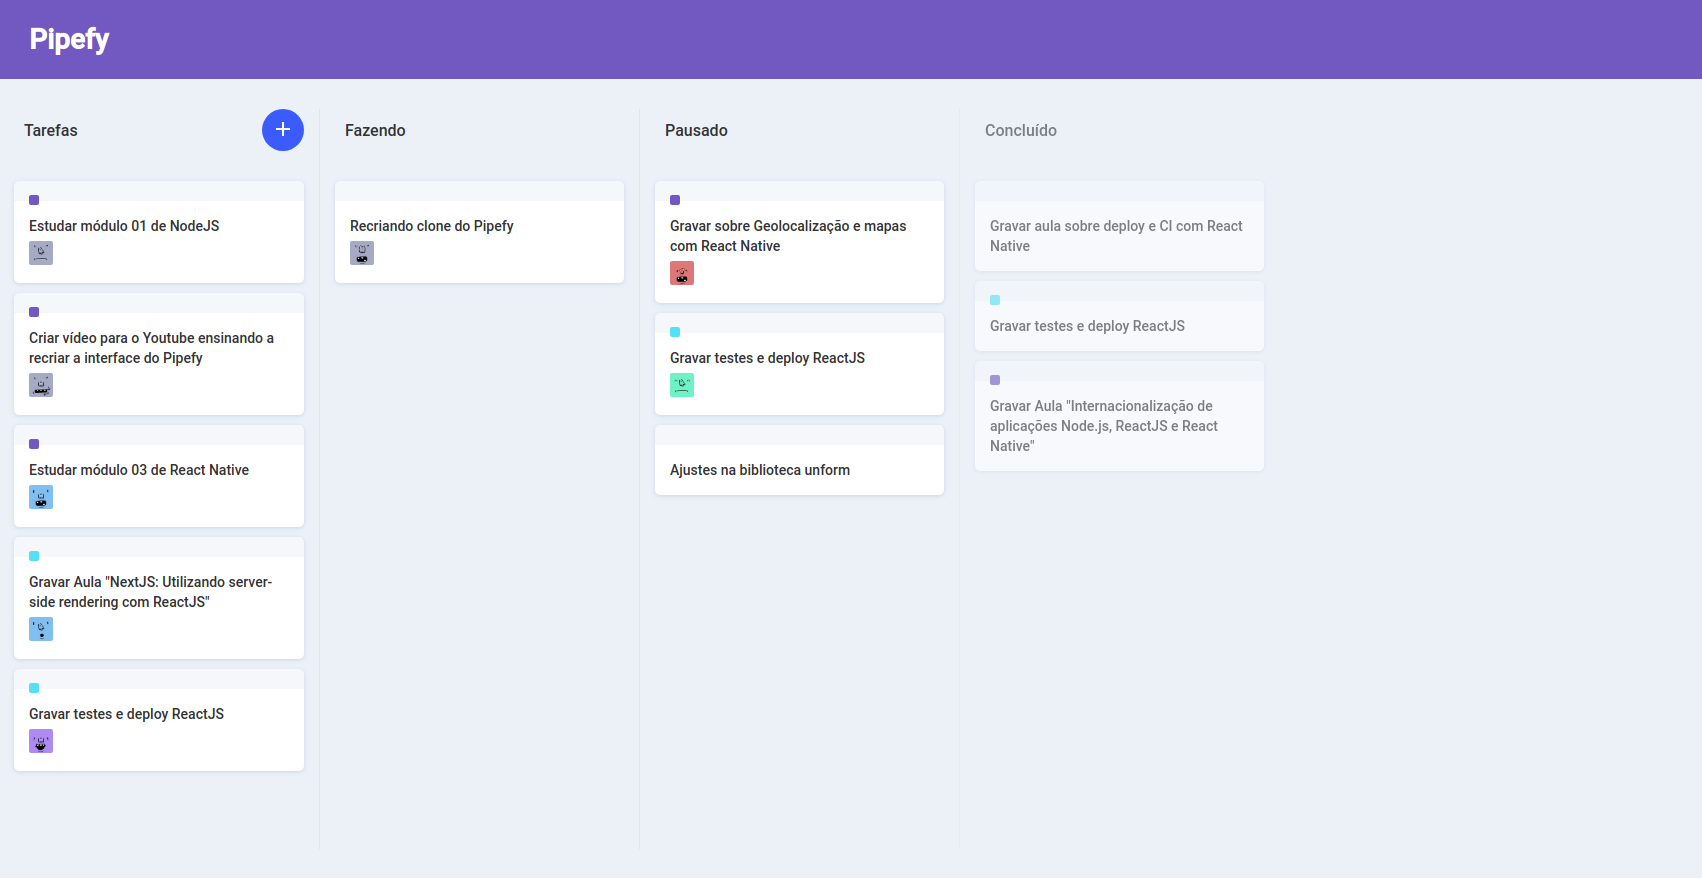 Pipefy
Tarefas
Estudar módulo 01 de NodeJS
Criar vídeo para o Youtube ensinando a
recriar a interface do Pipefy
Estudar módulo 03 de React Native
Gravar Aula "NextJS: Utilizando server-
side rendering com ReactJS"
Gravar testes e deploy ReactJS
Fazendo
Recriando clone do Pipefy
Pausado
Gravar sobre Geolocalização e mapas
com React Native
Gravar testes e deploy ReactJS
Ajustes na biblioteca unform
Concluído
Gravar aula sobre deploy e CI com React
Native
Gravar testes e deploy ReactJS
Gravar Aula "Internacionalização de
aplicações Node.js, ReactJS e React
Native"